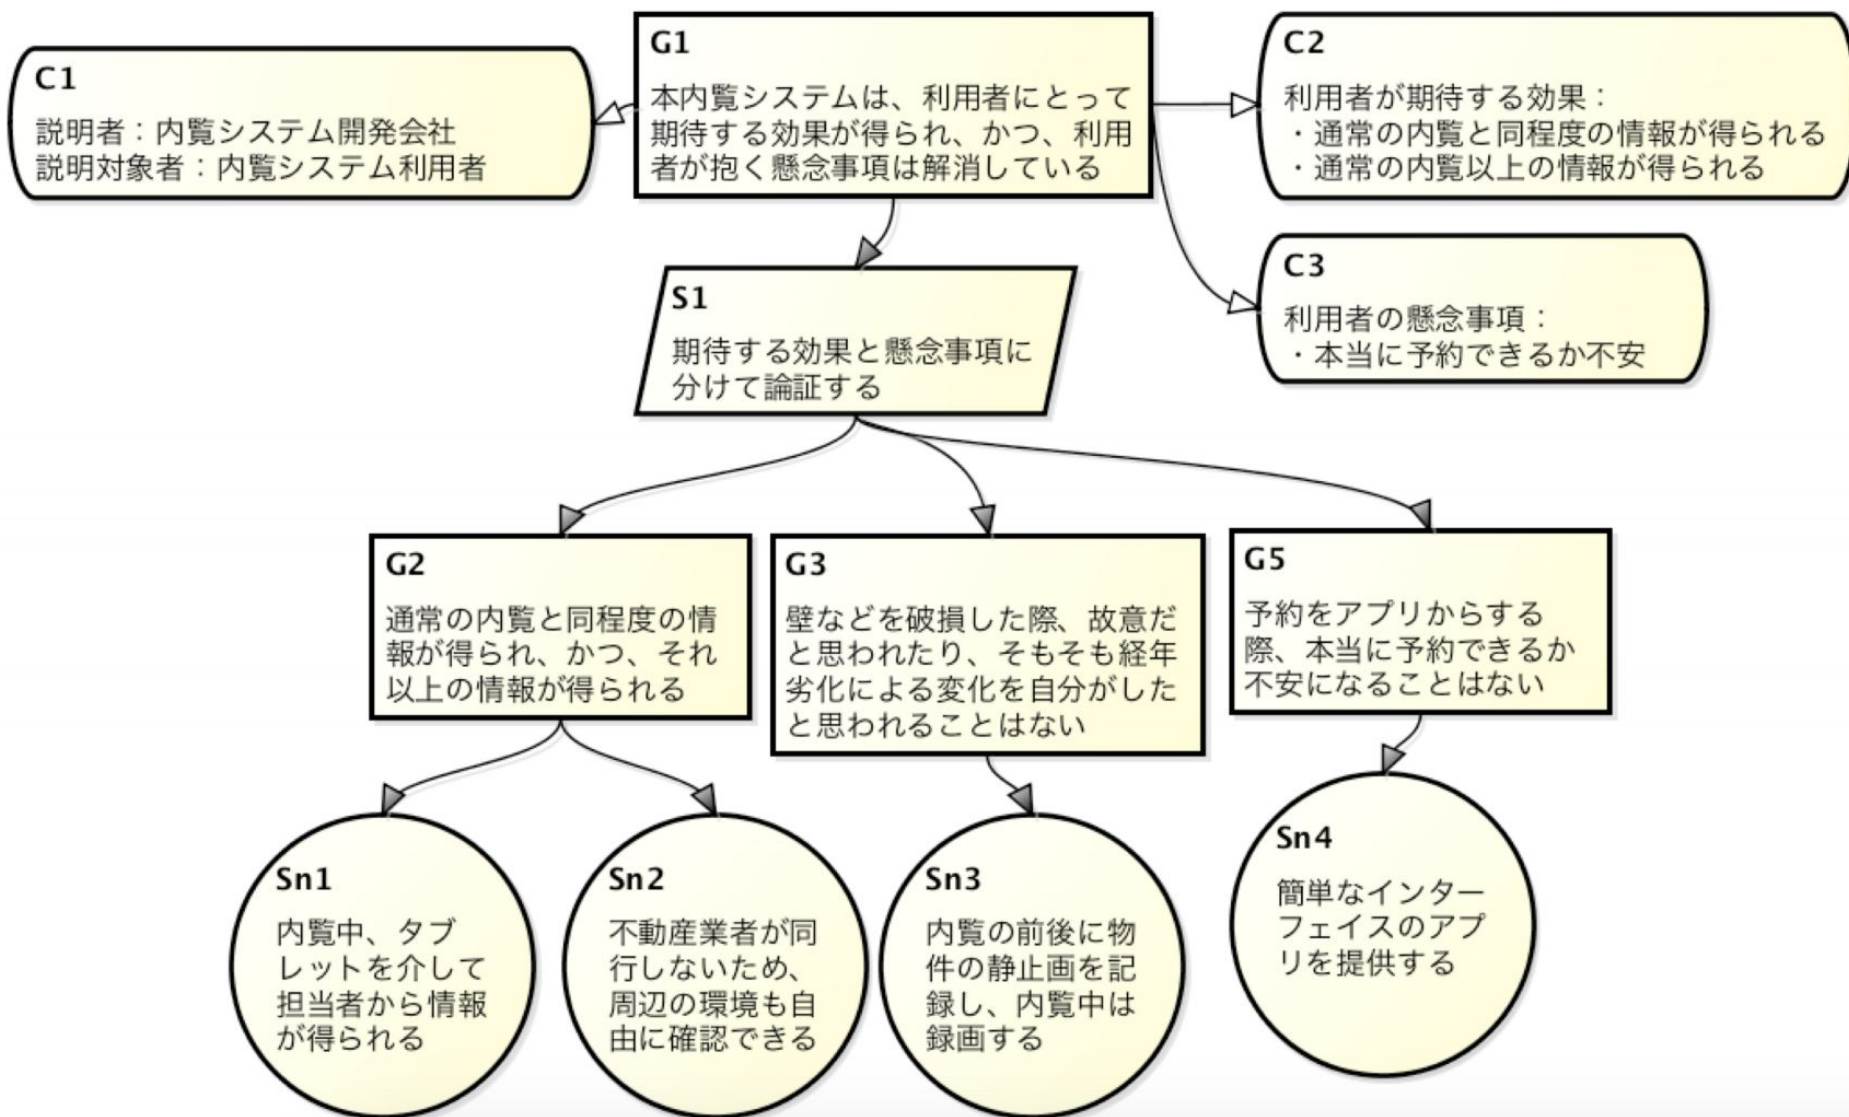 C1
説明者：内覧システム開発会社
説明対象者：内覧システム利用者
G1
本内覧システムは、利用者にとって
期待する効果が得られ、かつ、利用
者が抱く懸念事項は解消している
C2
利用者が期待する効果：
・通常の内覧と同程度の情報が得られる
・通常の内覧以上の情報が得られる
C3
利用者の懸念事項：
・本当に予約できるか不安
S1
期待する効果と懸念事項に
分けて論証する
G2
通常の内覧と同程度の情
報が得られ、かつ、それ
以上の情報が得られる
G3
壁などを破損した際、故意だ
と思われたり、そもそも経年
劣化による変化を自分がした
と思われることはない
G5
予約をアプリからする
際、本当に予約できるか
不安になることはない
Sn1
内覧中、タブ
レットを介して
担当者から情報
が得られる
Sn2
不動産業者が同
行しないため、
周辺の環境も自
由に確認できる
Sn3
内覧の前後に物
件の静止画を記
録し、内覧中は
録画する
Sn4
簡単なインター
フェイスのアプ
リを提供する